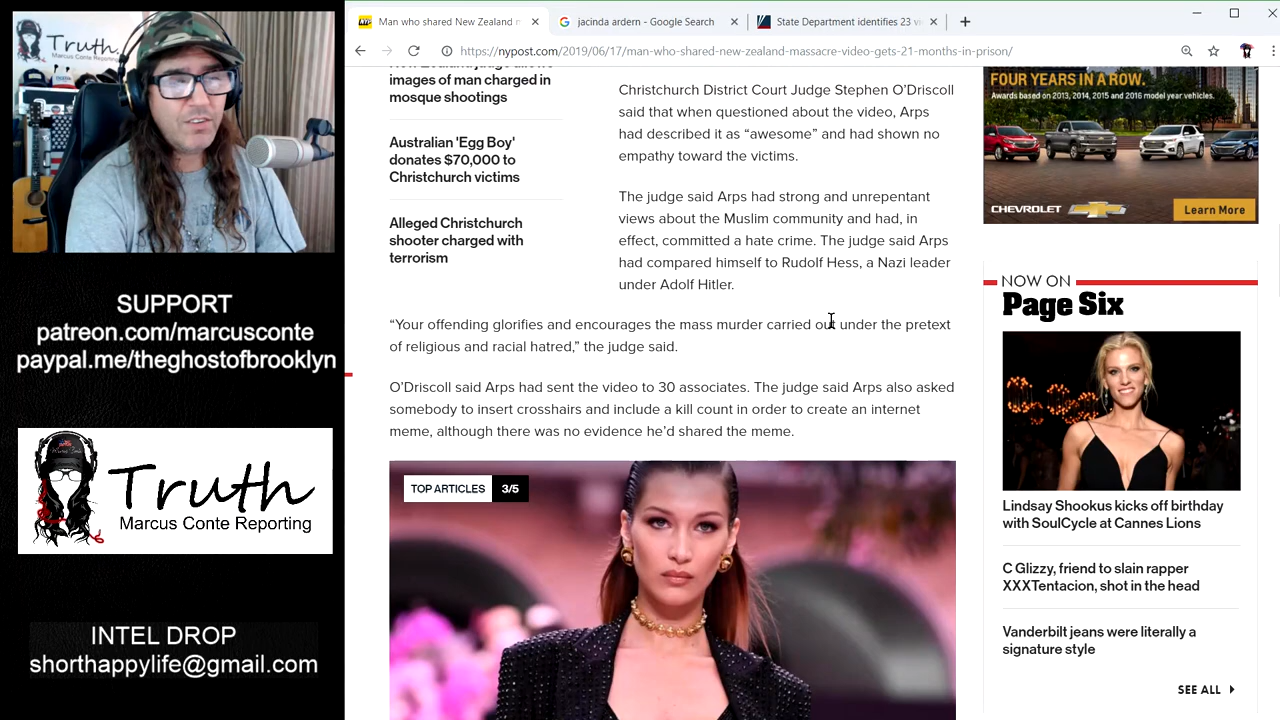 Truth.
Marcus Conte Reporting
SUPPORT
patreon.com/marcusconte
paypal.me/theghostofbrooklyn
Truth
Marcus Conte Reporting
INTEL DROP
shorthappylife@gmail.com
Man who shared New Zealand m
jacinda ardern - Google Search
State Department identifies 23 v
https://nypost.com/2019/06/17/man-who-shared-new-zealand-massacre-video-gets-21-months-in-prison/
images of man charged in
mosque shootings
Australian 'Egg Boy'
donates $70,000 to
Christchurch victims
Alleged Christchurch
shooter charged with
terrorism
Christchurch District Court Judge Stephen O’Driscoll
said that when questioned about the video, Arps
had described it as “awesome” and had shown no
empathy toward the victims.
The judge said Arps had strong and unrepentant
views about the Muslim community and had, in
effect, committed a hate crime. The judge said Arps
had compared himself to Rudolf Hess, a Nazi leader
under Adolf Hitler.
“Your offending glorifies and encourages the mass murder carried out under the pretext
of religious and racial hatred,” the judge said.
O’Driscoll said Arps had sent the video to 30 associates. The judge said Arps also asked
somebody to insert crosshairs and include a kill count in order to create an internet
meme, although there was no evidence he’d shared the meme.
TOP ARTICLES 3/5
FOUR YEARS IN A ROW.
Awards based on 2013, 2014, 2015 and 2016 model year vehicles.
CHEVROLET
Learn More
NOW ON
Page Six
Lindsay Shookus kicks off birthday
with SoulCycle at Cannes Lions
C Glizzy, friend to slain rapper
XXXTentacion, shot in the head
Vanderbilt jeans were literally a
signature style
SEE ALL